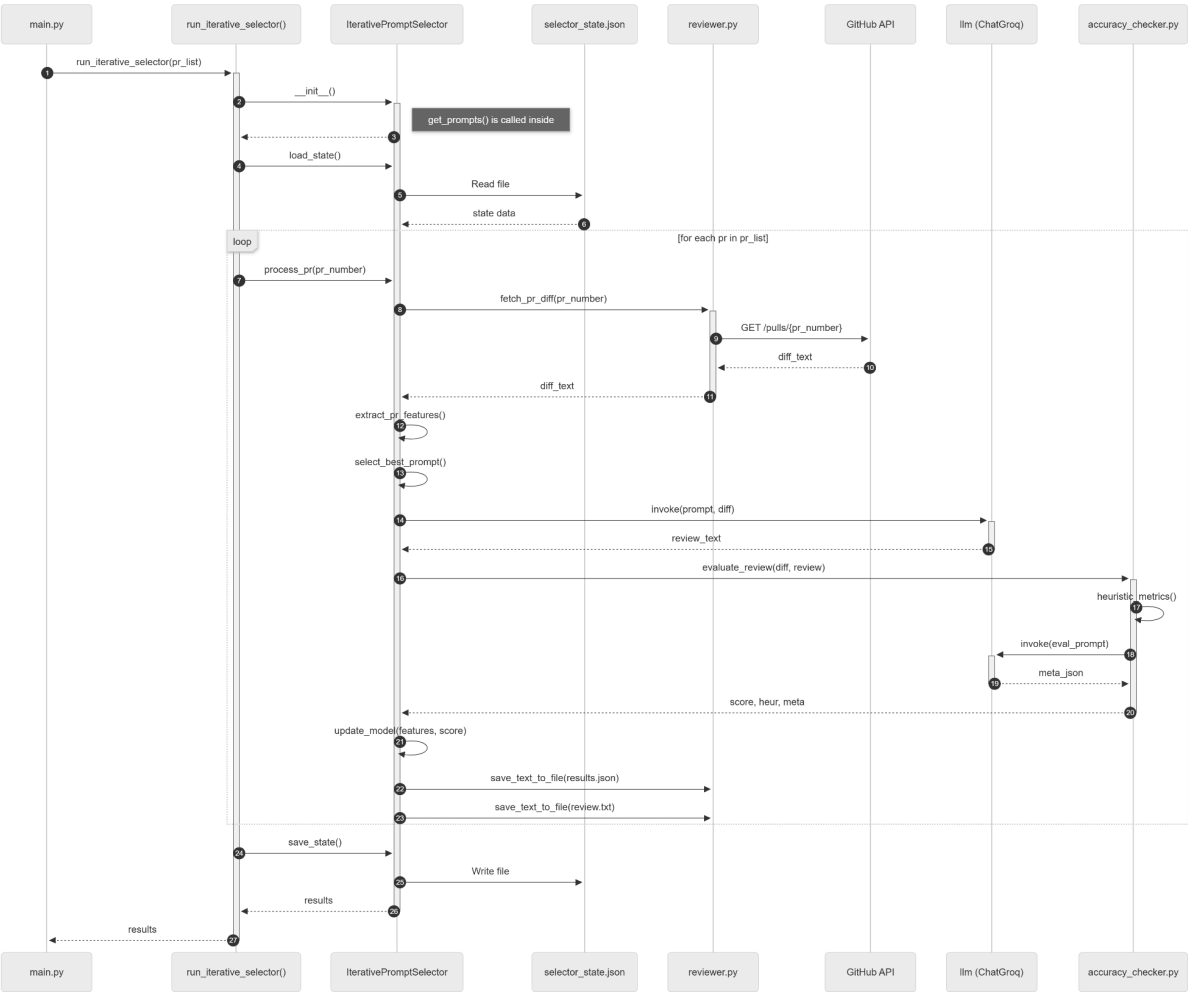 main.py
run_iterative_selector()
IterativePromptSelector
selector_state.json
reviewer.py
GitHub API
llm (ChatGroq)
accuracy_checker.py
run_iterative_selector(pr_list)
1
__init__()
2
get_prompts() is called inside
3
load_state()
4
Read file
5
state data
6
loop
[for each pr in pr_list]
process_pr(pr_number)
7
fetch_pr_diff(pr_number)
8
GET /pulls/{pr_number}
9
diff_text
10
diff_text
11
extract_pr_features()
12
select_best_prompt()
13
invoke(prompt, diff)
14
review_text
15
evaluate_review(diff, review)
16
heuristic_metrics()
17
invoke(eval_prompt)
18
meta_json
19
score, heur, meta
20
update_model(features, score)
21
save_text_to_file(results.json)
22
save_text_to_file(review.txt)
23
save_state()
24
Write file
25
results
26
results
27
main.py
run_iterative_selector()
IterativePromptSelector
selector_state.json
reviewer.py
GitHub API
llm (ChatGroq)
accuracy_checker.py